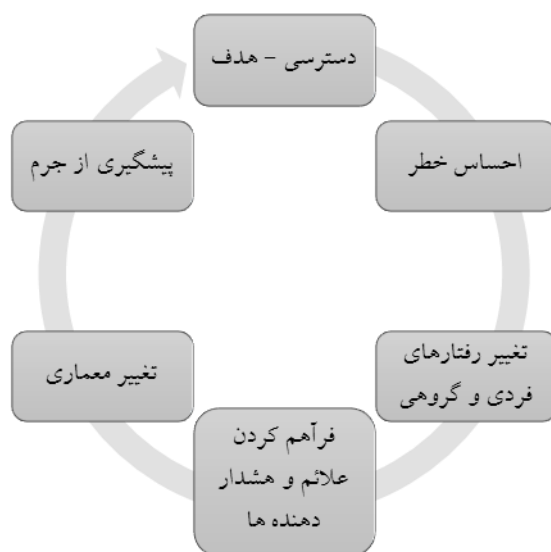 دسترسی - هدف
احساس خطر
تغییر رفتارهای
فردی و گروهی
فرآهم کردن
علائم و هشدار
دهنده ها
تغییر معماری
پیشگیری از جرم